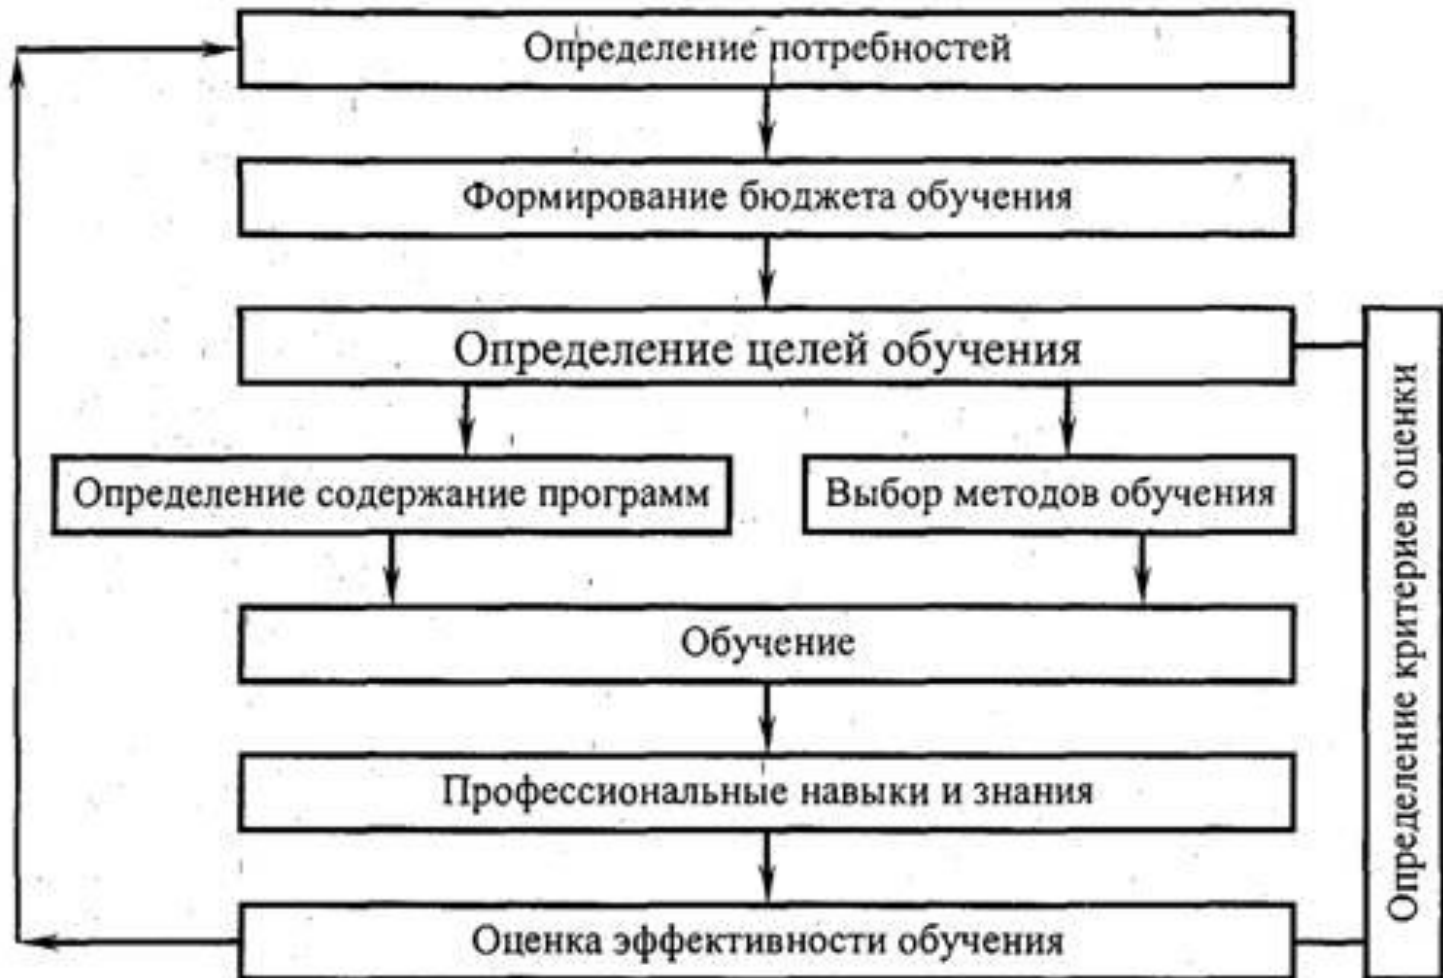 Определение потребностей
Формирование бюджета обучения
Определение целей обучения
Определение содержание программ
Выбор методов обучения
Обучение
Профессиональные навыки и знания
Оценка эффективности обучения
Определение критериев оценки